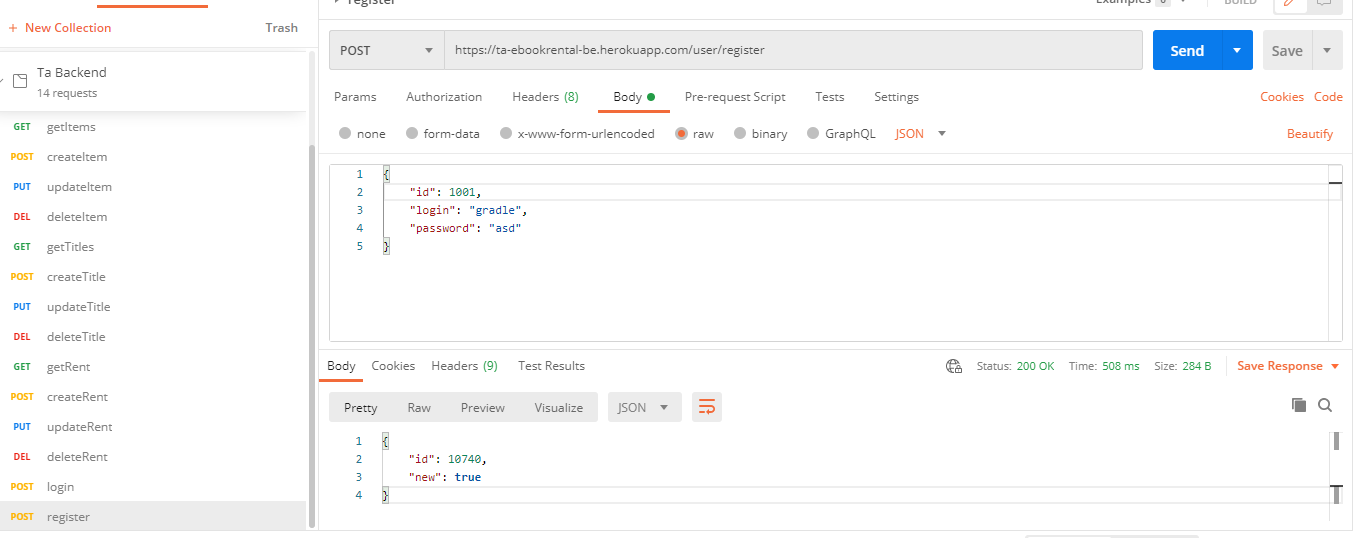 + New Collection
Trash
Ta Backend
14 requests
GET getItems
POST createItem
PUT updateItem
DEL deleteItem
GET getTitles
POST createTitle
PUT updateTitle
DEL deleteTitle
GET getRent
POST createRent
PUT updateRent
DEL deleteRent
POST login
POST register
register
Examples 0
BUILD
POST
https://ta-ebookrental-be.herokuapp.com/user/register
Send
Save
Params Authorization Headers (8) Body Pre-request Script Tests Settings
Cookies Code
none form-data x-www-form-urlencoded raw binary GraphQL JSON
Beautify
1 {
2 "id": 1001,
3 "login": "gradle",
4 "password": "asd"
5 }
Body Cookies Headers (9) Test Results
Status: 200 OK Time: 508 ms Size: 284 B
Save Response
Pretty Raw Preview Visualize JSON
1 {
2 "id": 10740,
3 "new": true
4 }